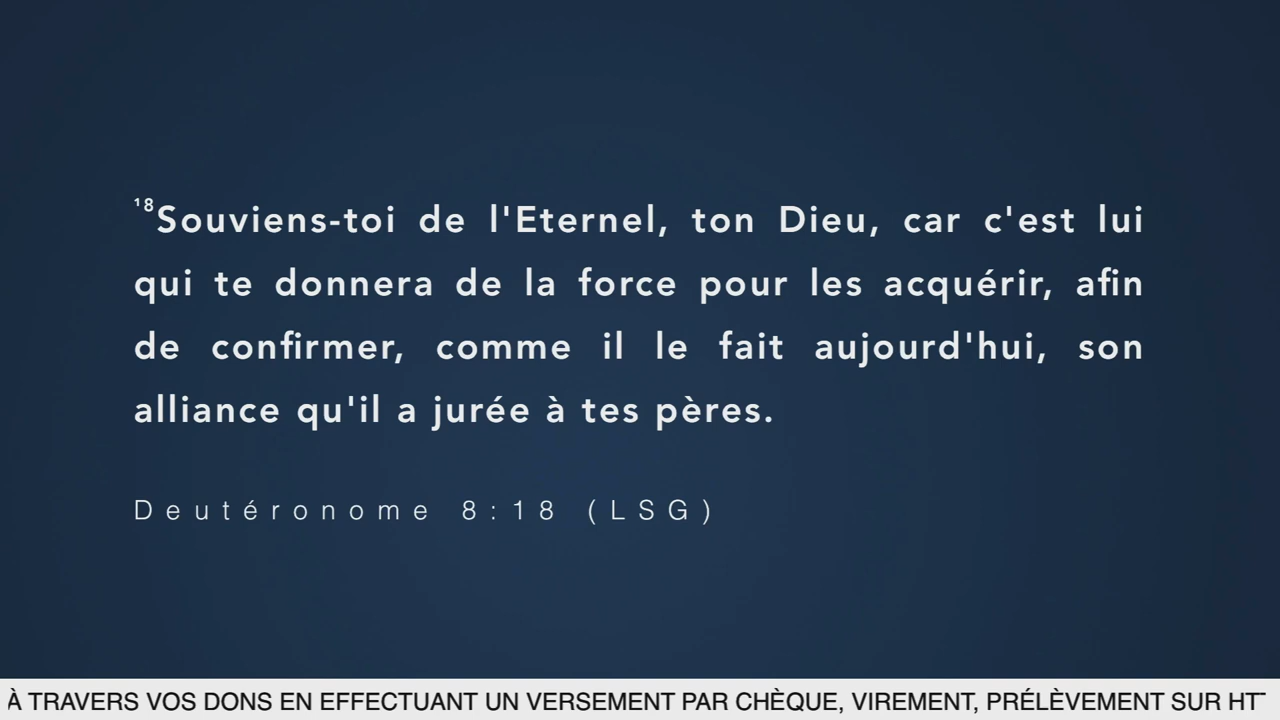 ¹⁸Souviens-toi de l'Eternel, ton Dieu, car c'est lui
qui te donnera de la force pour les acquérir, afin
de confirmer, comme il le fait aujourd'hui, son
alliance qu'il a jurée à tes pères.
Deutéronome 8:18 (LSG)
À TRAVERS VOS DONS EN EFFECTUANT UN VERSEMENT PAR CHÈQUE, VIREMENT, PRÉLÈVEMENT SUR